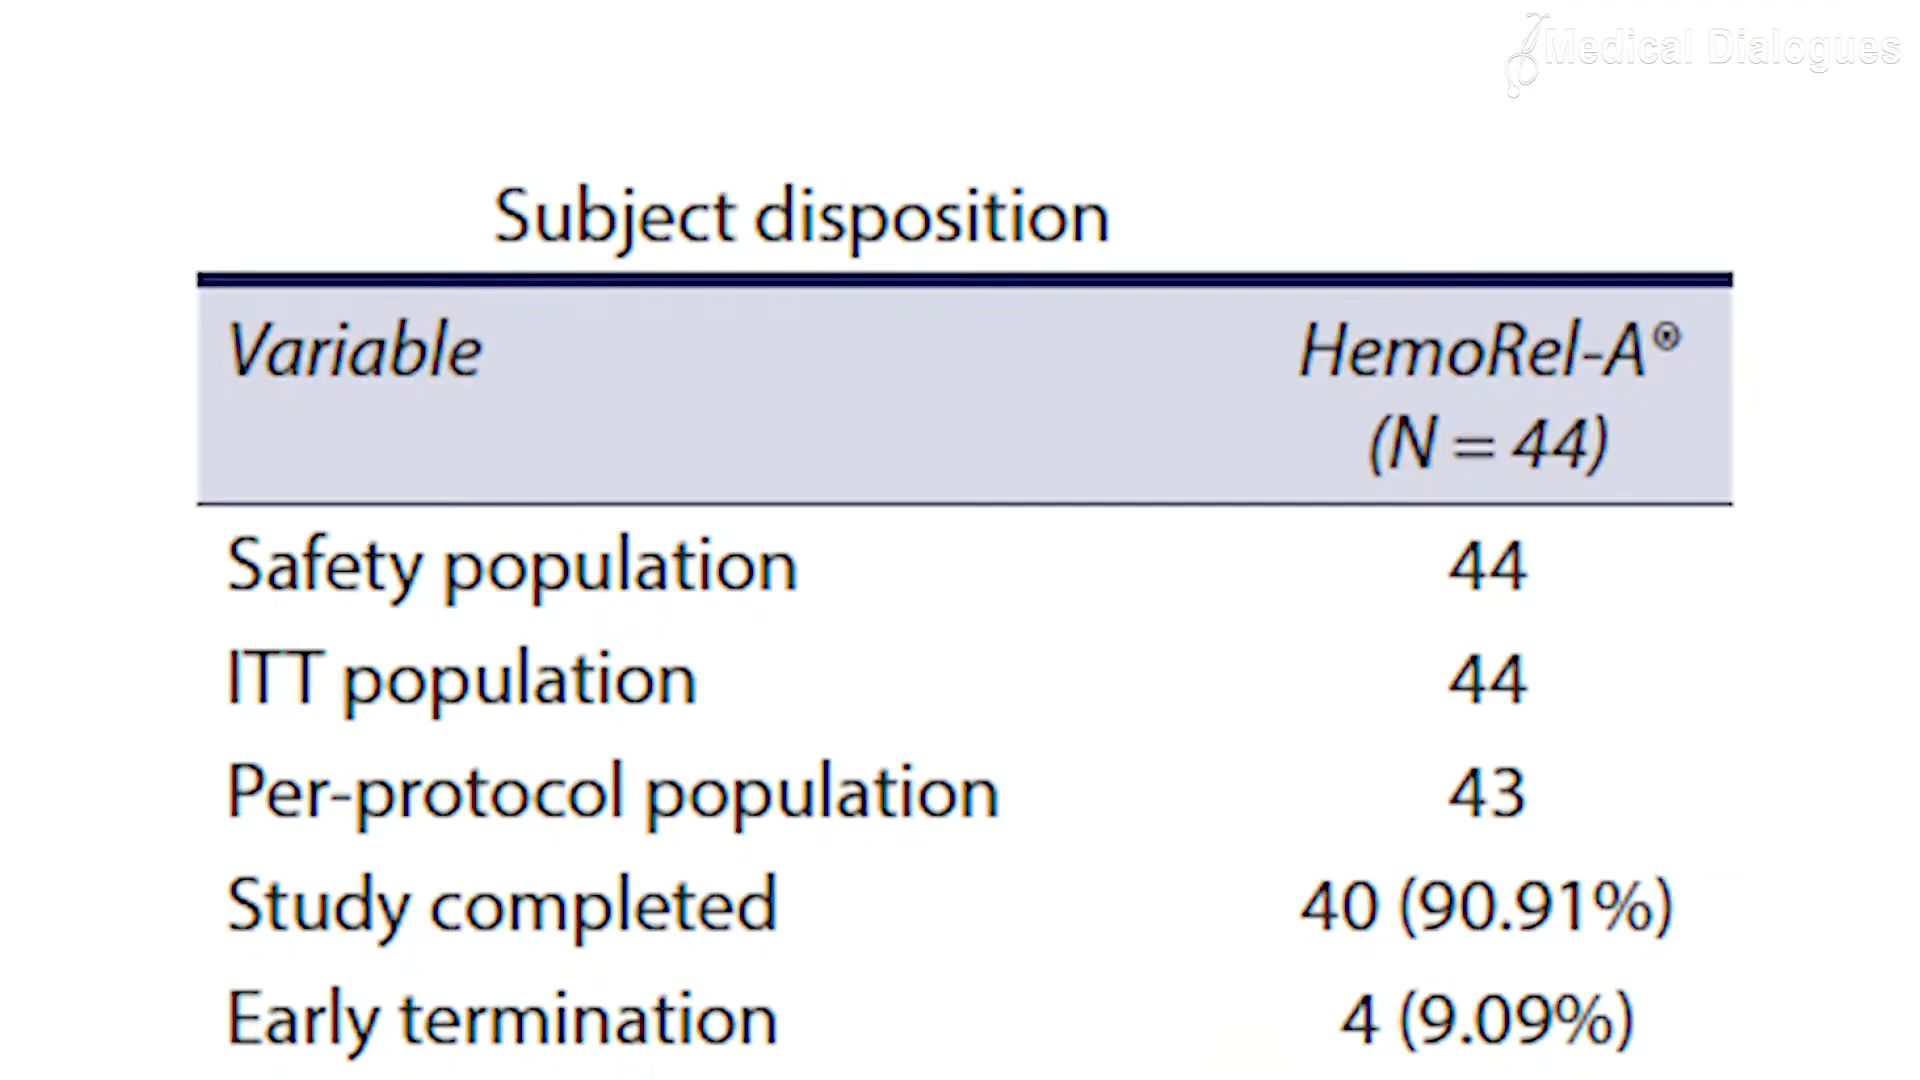 Medical Dialogues
Subject disposition
Variable HemoRel-A®
(N = 44)
Safety population 44
ITT population 44
Per-protocol population 43
Study completed 40 (90.91%)
Early termination 4 (9.09%)